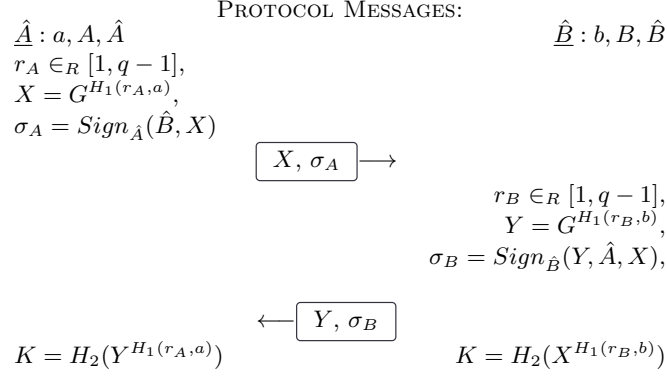 PROTOCOL MESSAGES:
Â : a, A, Â
B̂ : b, B, B̂
r_A ∈_R [1, q − 1],
X = G^{H_1(r_A,a)},
σ_A = Sign_Â(B̂, X)
X, σ_A ⟶
r_B ∈_R [1, q − 1],
Y = G^{H_1(r_B,b)},
σ_B = Sign_B̂(Y, Â, X),
⟵ Y, σ_B
K = H_2(Y^{H_1(r_A,a)})
K = H_2(X^{H_1(r_B,b)})